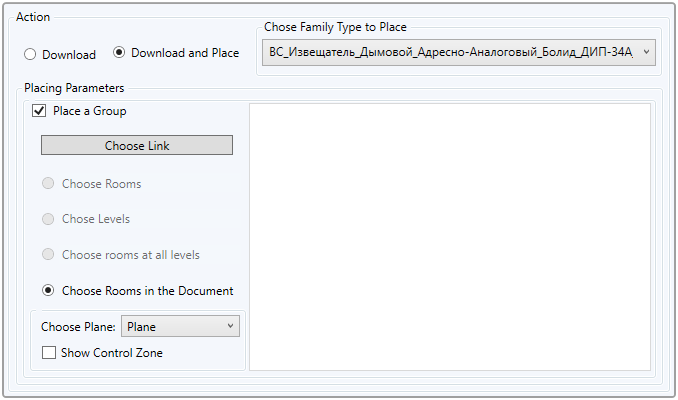 Action
Download
Download and Place
Chose Family Type to Place
ВС_Извещатель_Дымовой_Адресно-Аналоговый_Болид_ДИП-34А_
Placing Parameters
Place a Group
Choose Link
Choose Rooms
Chose Levels
Choose rooms at all levels
Choose Rooms in the Document
Choose Plane: Plane
Show Control Zone